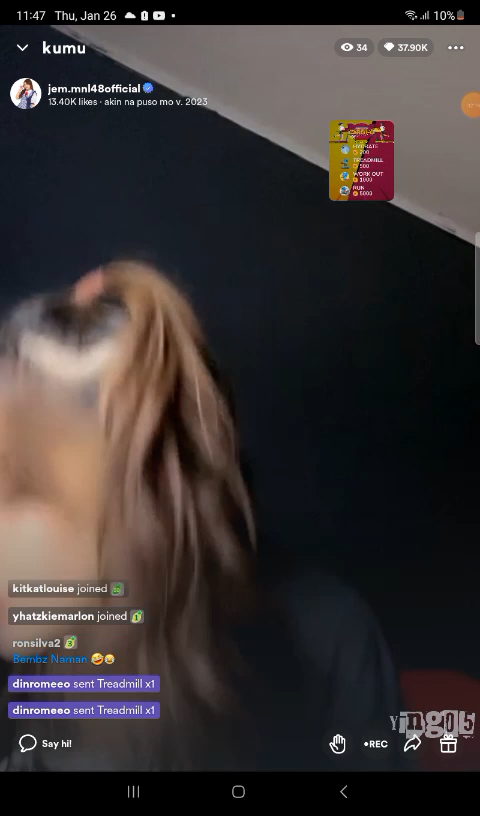 11:47 Thu, Jan 26
10%
kumu
34
37.90K
jem.mnl48official
13.40K likes · akin na puso mo v. 2023
TREADMILL
WORK OUT
1000
RUN
5000
kitkatlouise joined
yhatzkiemarlon joined
ronsilva2
Bembz Naman 🤣😂
dinromeeo sent Treadmill x1
dinromeeo sent Treadmill x1
Say hi!
•REC